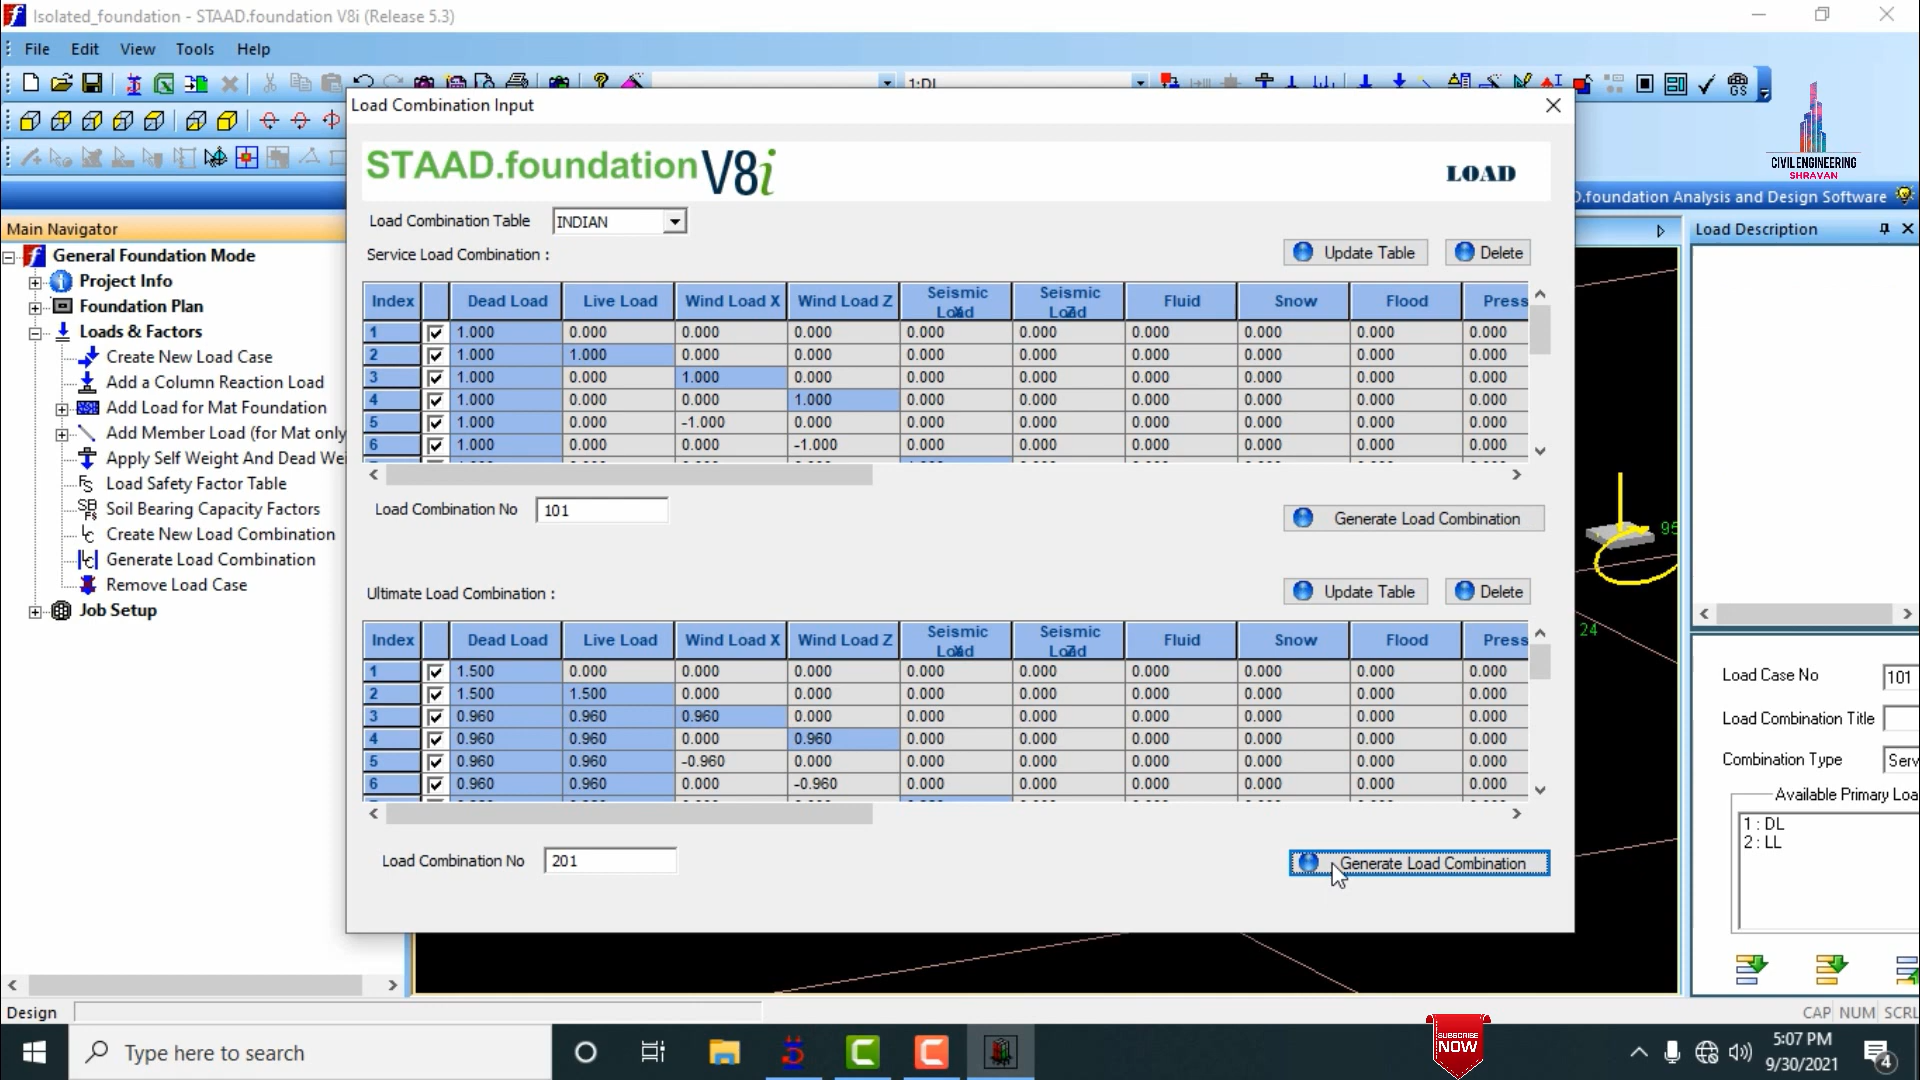 Isolated_foundation - STAAD.foundation V8i (Release 5.3)
File Edit View Tools Help
1:DL
Load Combination Input
STAAD.foundation V8i
LOAD
CIVIL ENGINEERING
SHRAVAN
.foundation Analysis and Design Software
Main Navigator
General Foundation Mode
Project Info
Foundation Plan
Loads & Factors
Create New Load Case
Add a Column Reaction Load
Add Load for Mat Foundation
Add Member Load (for Mat only
Apply Self Weight And Dead Wei
Load Safety Factor Table
Soil Bearing Capacity Factors
Create New Load Combination
Generate Load Combination
Remove Load Case
Job Setup
Load Combination Table INDIAN
Service Load Combination :
Update Table Delete
Index Dead Load Live Load Wind Load X Wind Load Z Seismic Load X Seismic Load Z Fluid Snow Flood Press
1 1.000 0.000 0.000 0.000 0.000 0.000 0.000 0.000 0.000 0.000
2 1.000 1.000 0.000 0.000 0.000 0.000 0.000 0.000 0.000 0.000
3 1.000 0.000 1.000 0.000 0.000 0.000 0.000 0.000 0.000 0.000
4 1.000 0.000 0.000 1.000 0.000 0.000 0.000 0.000 0.000 0.000
5 1.000 0.000 -1.000 0.000 0.000 0.000 0.000 0.000 0.000 0.000
6 1.000 0.000 0.000 -1.000 0.000 0.000 0.000 0.000 0.000 0.000
Load Combination No 101
Generate Load Combination
Ultimate Load Combination :
Update Table Delete
Index Dead Load Live Load Wind Load X Wind Load Z Seismic Load X Seismic Load Z Fluid Snow Flood Press
1 1.500 0.000 0.000 0.000 0.000 0.000 0.000 0.000 0.000 0.000
2 1.500 1.500 0.000 0.000 0.000 0.000 0.000 0.000 0.000 0.000
3 0.960 0.960 0.960 0.000 0.000 0.000 0.000 0.000 0.000 0.000
4 0.960 0.960 0.000 0.960 0.000 0.000 0.000 0.000 0.000 0.000
5 0.960 0.960 -0.960 0.000 0.000 0.000 0.000 0.000 0.000 0.000
6 0.960 0.960 0.000 -0.960 0.000 0.000 0.000 0.000 0.000 0.000
Load Combination No 201
Generate Load Combination
95
24
Load Description
Load Case No 101
Load Combination Title
Combination Type Serv
Available Primary Loa
1 : DL
2 : LL
Design
CAP NUM SCRL
Type here to search
SUBSCRIBE
NOW
5:07 PM
9/30/2021
4